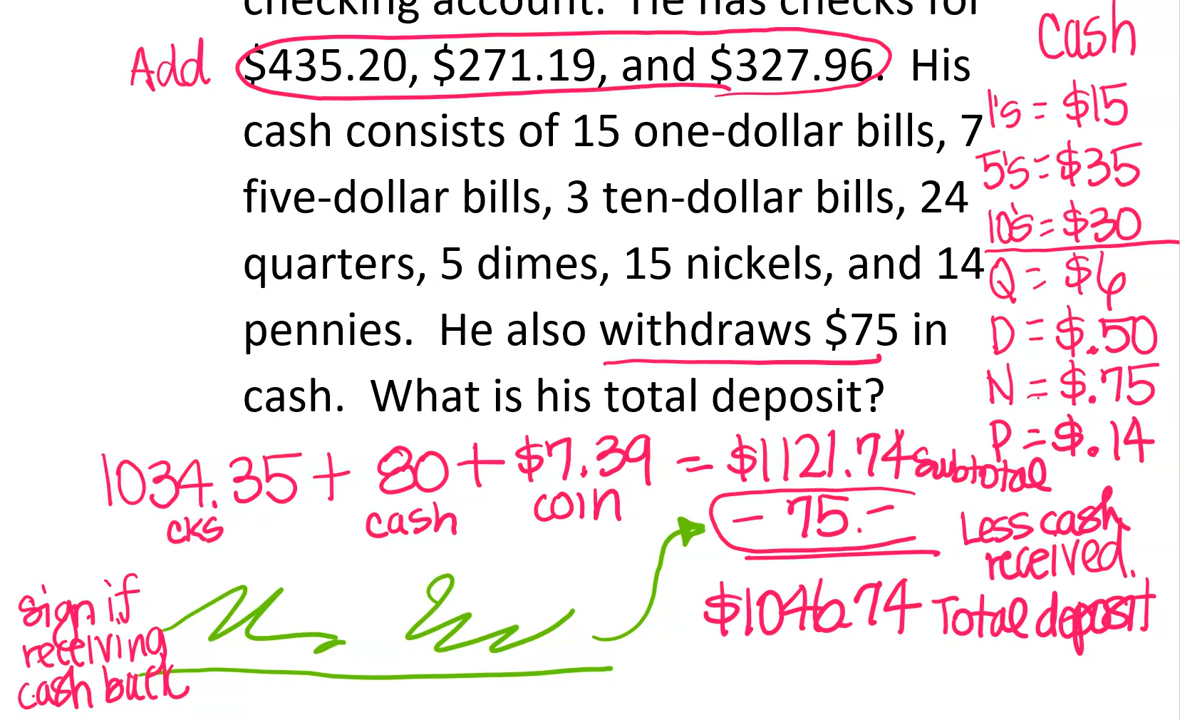 checking account. He has checks for
Add $435.20, $271.19, and $327.96. His
cash consists of 15 one-dollar bills, 7
five-dollar bills, 3 ten-dollar bills, 24
quarters, 5 dimes, 15 nickels, and 14
pennies. He also withdraws $75 in
cash. What is his total deposit?
Cash
1's = $15
5's = $35
10's = $30
Q = $6
D = $.50
N = $.75
P = $.14
1034.35 + 80 + $7.39 = $1121.74 Subtotal
cks cash coin
- 75.- Less cash
received.
$1046.74 Total deposit
sign if
receiving
cash back